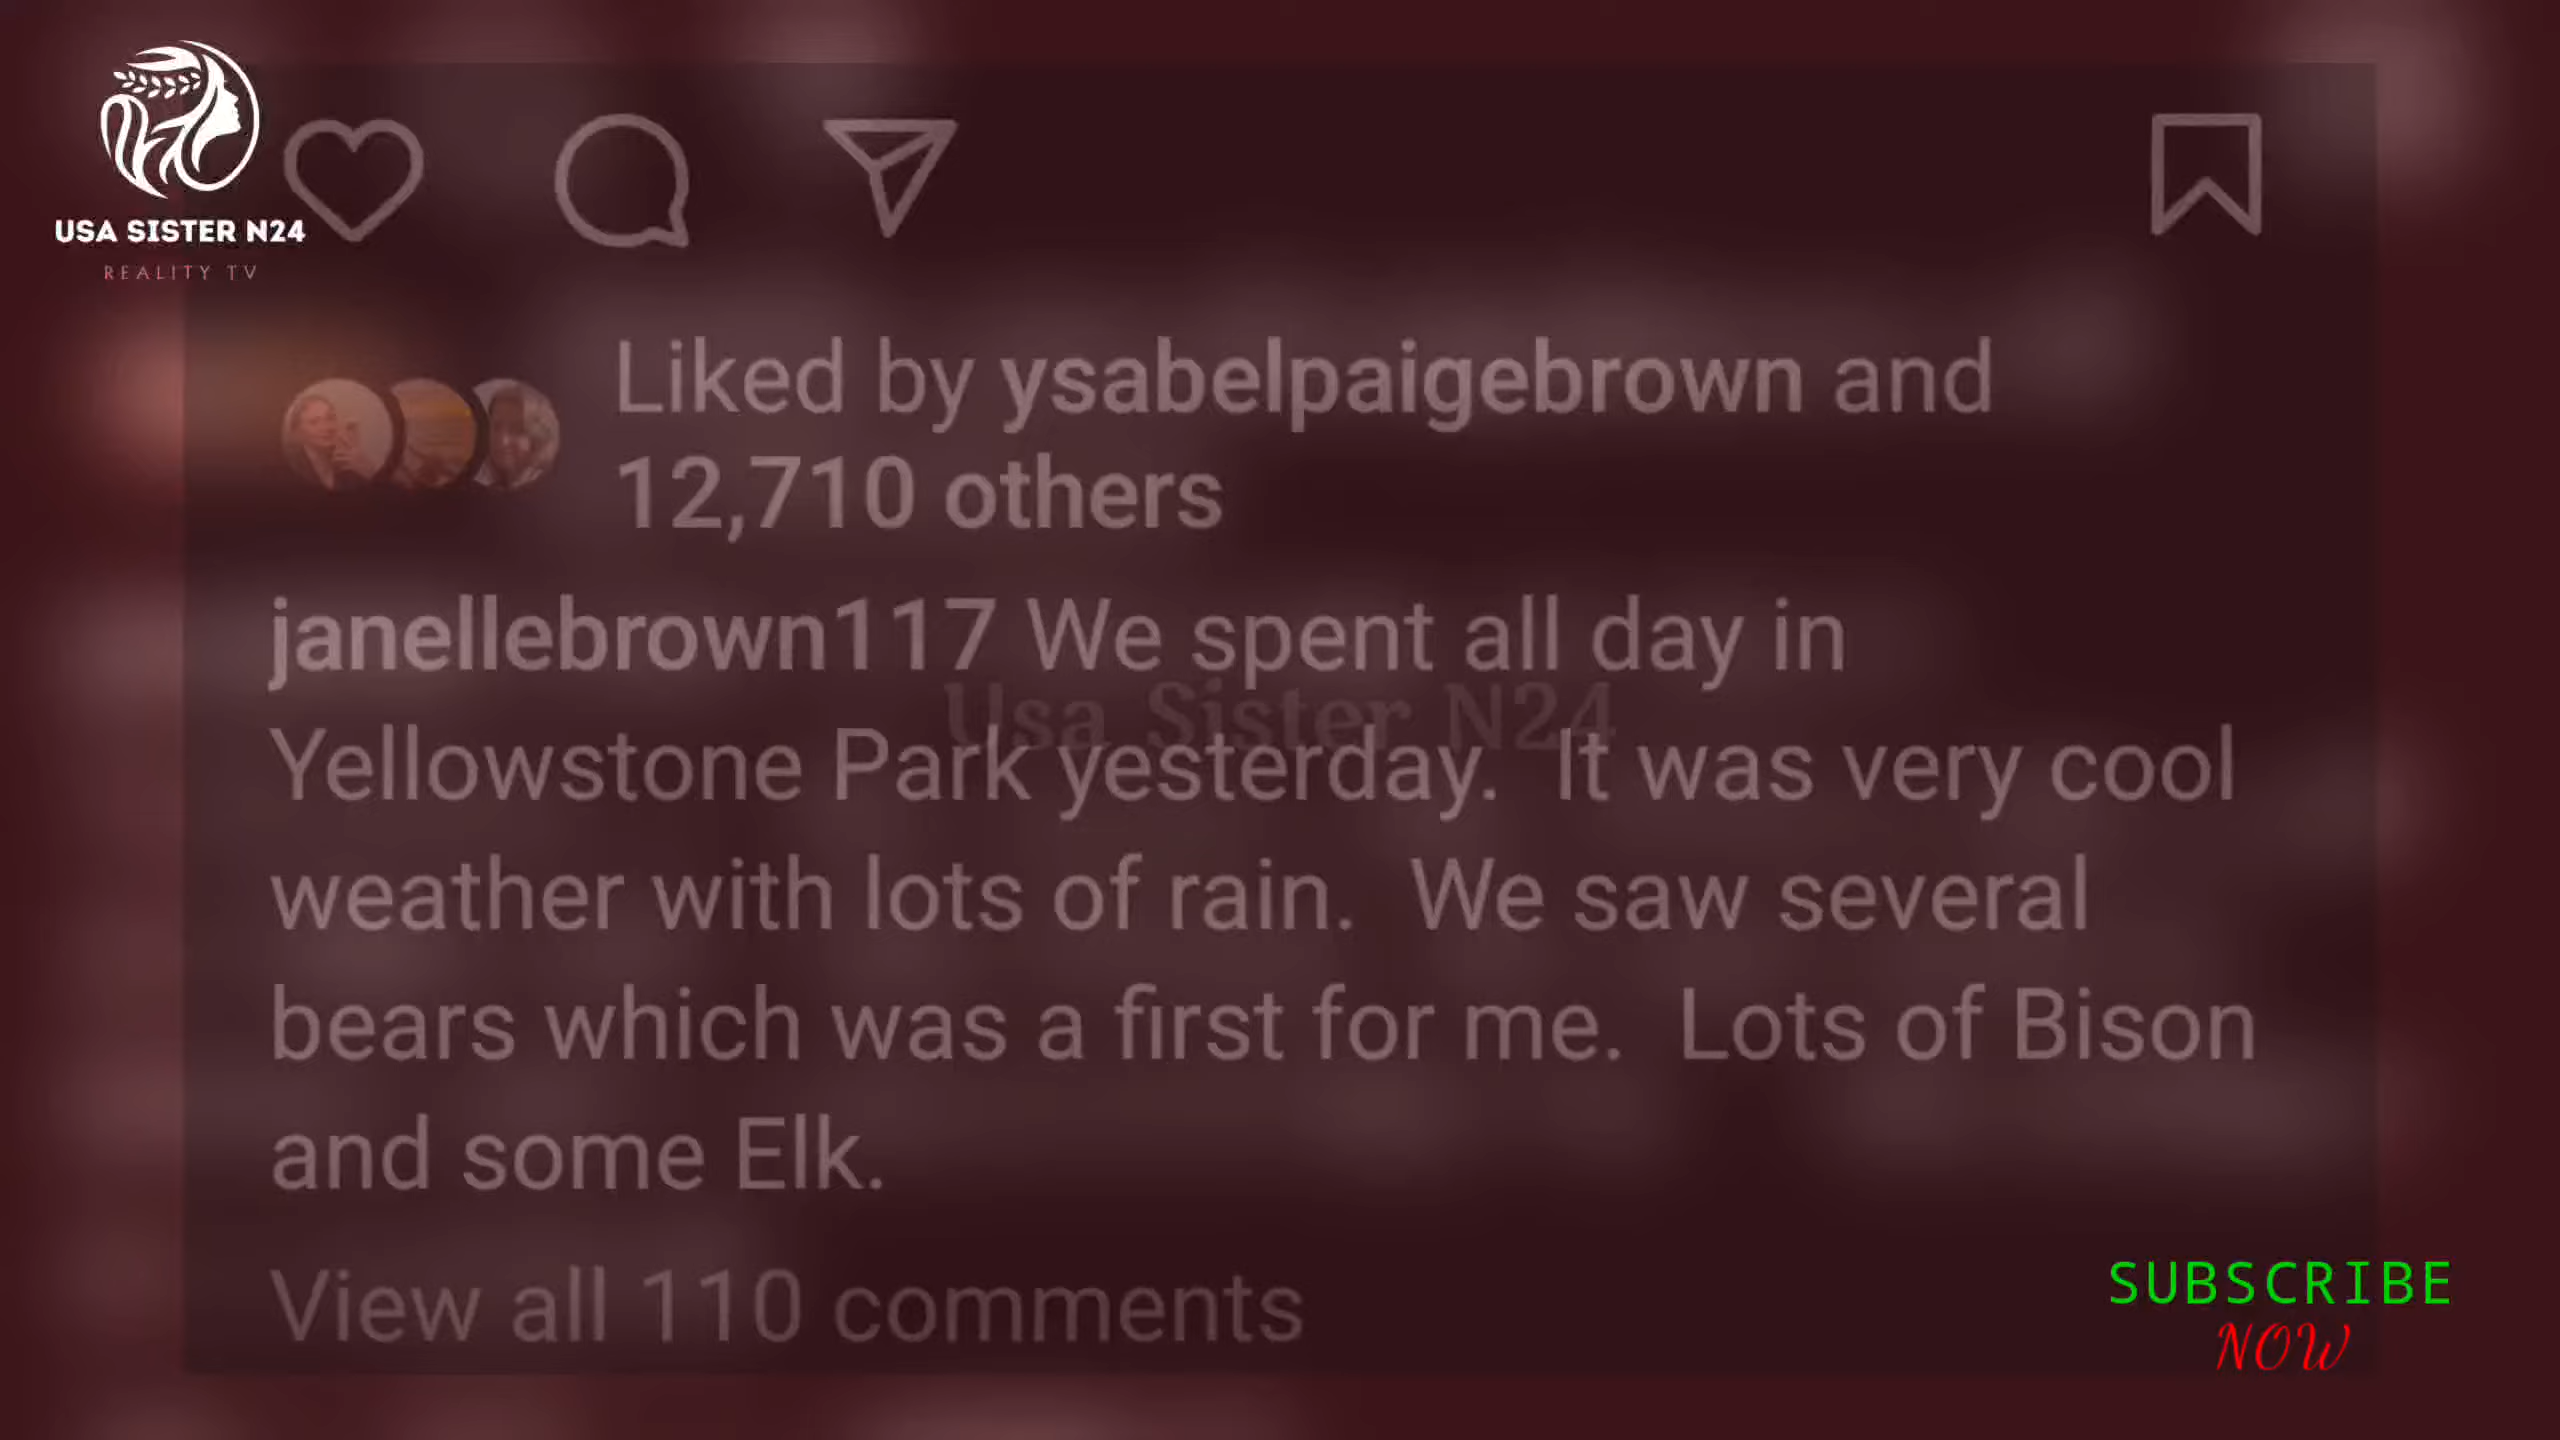 USA SISTER N24
REALITY TV
Liked by ysabelpaigebrown and
12,710 others
janellebrown117 We spent all day in
Usa Sister N24
Yellowstone Park yesterday.  It was very cool
weather with lots of rain.  We saw several
bears which was a first for me.  Lots of Bison
and some Elk.
View all 110 comments
SUBSCRIBE
NOW